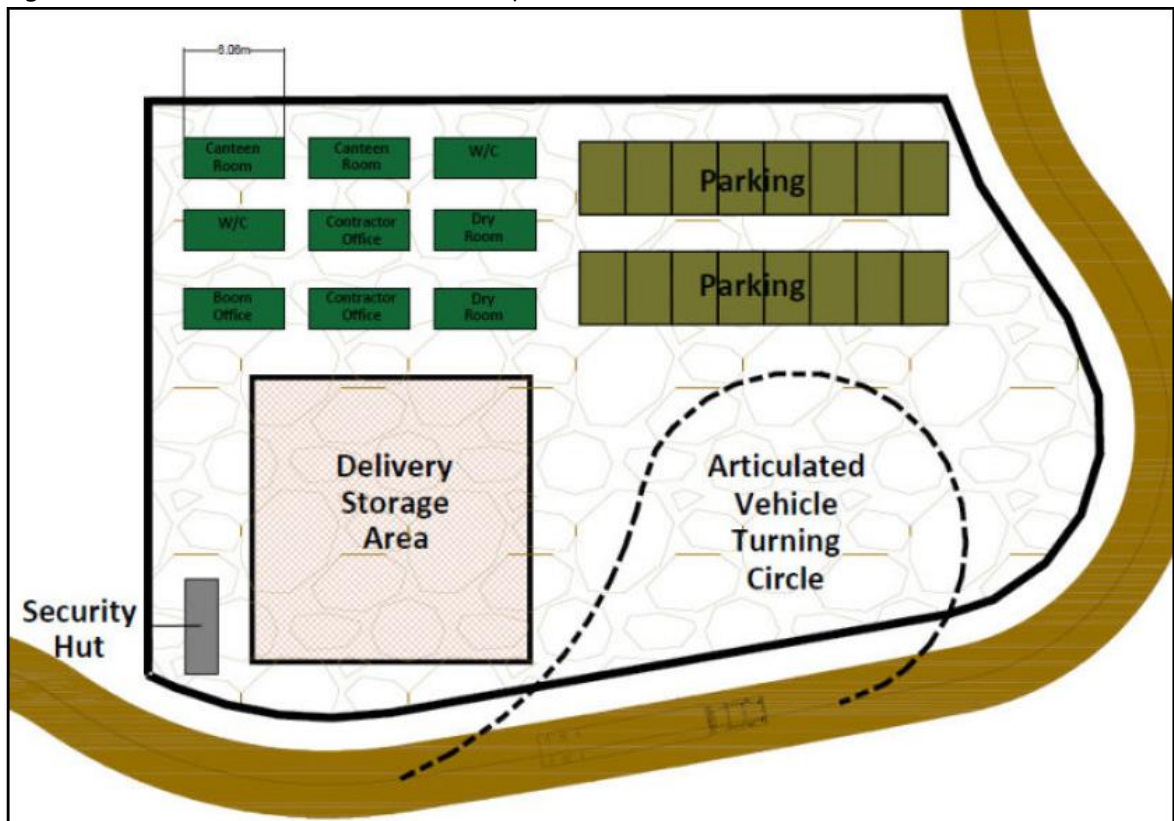 6.06m
Canteen
Room
Canteen
Room
W/C
Parking
W/C
Contractor
Office
Dry
Room
Parking
Boom
Office
Contractor
Office
Dry
Room
Delivery
Storage
Area
Articulated
Vehicle
Turning
Circle
Security
Hut